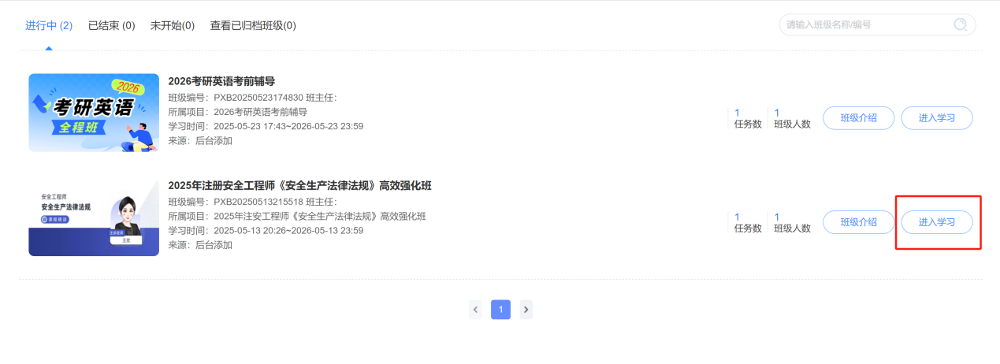 进行中 (2) 已结束 (0) 未开始(0) 查看已归档班级(0)
请输入班级名称/编号
2026
考研英语
全程班
2026考研英语考前辅导
班级编号：PXB20250523174830 班主任：
所属项目：2026考研英语考前辅导
学习时间：2025-05-23 17:43~2026-05-23 23:59
来源：后台添加
1 任务数
1 班级人数
班级介绍
进入学习
安全工程师
安全生产法律法规
课程精讲
主讲老师
王欣
2025年注册安全工程师《安全生产法律法规》高效强化班
班级编号：PXB20250513215518 班主任：
所属项目：2025年注安工程师《安全生产法律法规》高效强化班
学习时间：2025-05-13 20:26~2026-05-13 23:59
来源：后台添加
1 任务数
1 班级人数
班级介绍
进入学习
1